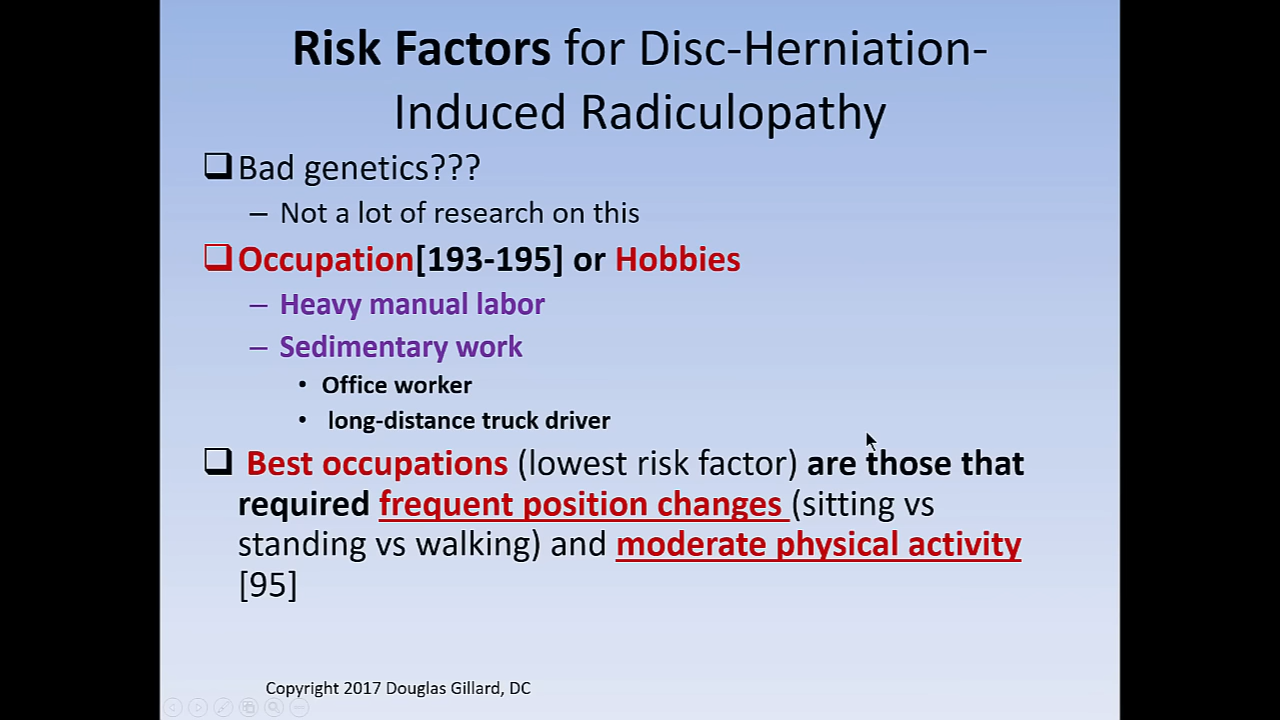 Risk Factors for Disc-Herniation-
Induced Radiculopathy
Bad genetics???
– Not a lot of research on this
Occupation[193-195] or Hobbies
– Heavy manual labor
– Sedimentary work
• Office worker
• long-distance truck driver
Best occupations (lowest risk factor) are those that
required frequent position changes (sitting vs
standing vs walking) and moderate physical activity
[95]
Copyright 2017 Douglas Gillard, DC